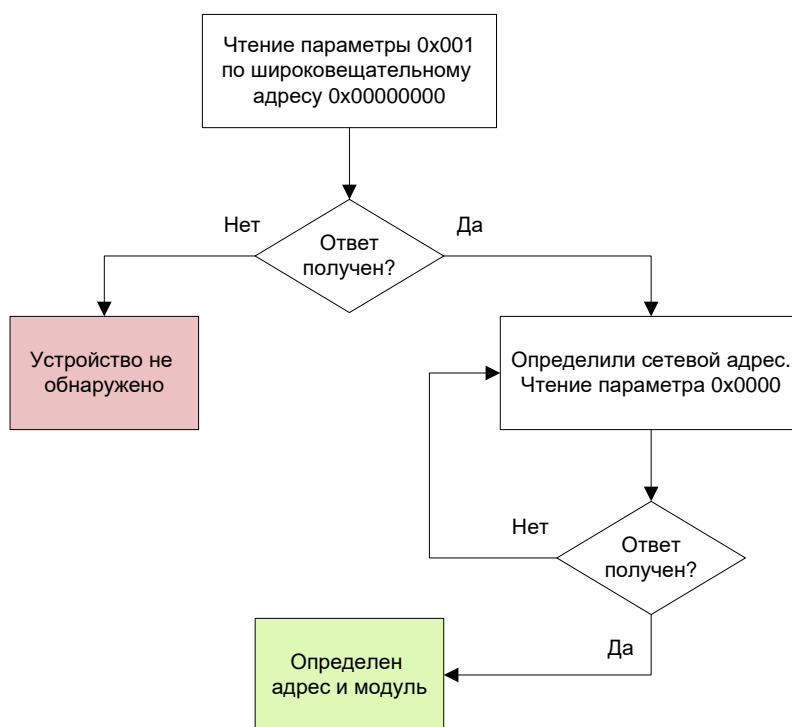 Чтение параметры 0x001
по широковещательному
адресу 0x00000000
Нет
Да
Ответ
получен?
Устройство не
обнаружено
Определили сетевой адрес.
Чтение параметра 0x0000
Нет
Ответ
получен?
Да
Определен
адрес и модуль